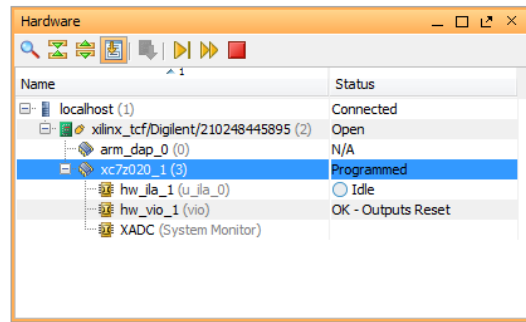 Hardware
1
Name Status
localhost (1) Connected
xilinx_tcf/Digilent/210248445895 (2) Open
arm_dap_0 (0) N/A
xc7z020_1 (3) Programmed
hw_ila_1 (u_ila_0) Idle
hw_vio_1 (vio) OK - Outputs Reset
XADC (System Monitor)